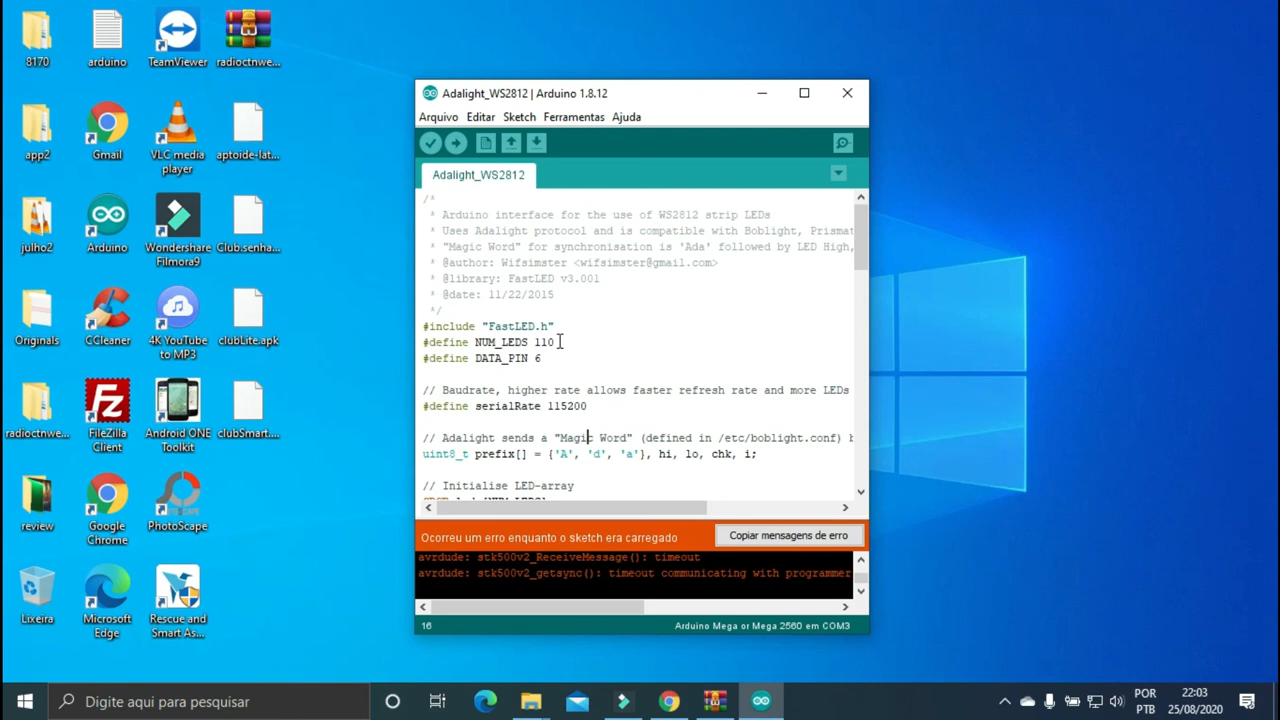 8170
arduino
TeamViewer
radioctnwe...
app2
Gmail
VLC media
player
aptoide-lat...
julho2
Arduino
Wondershare
Filmora9
Club.senha...
Originals
CCleaner
4K YouTube
to MP3
clubLite.apk
radioctnwe...
FileZilla
Client
Android ONE
Toolkit
clubSmart....
review
Google
Chrome
PhotoScape
Lixeira
Microsoft
Edge
Rescue and
Smart As...
Adalight_WS2812 | Arduino 1.8.12
Arquivo Editar Sketch Ferramentas Ajuda
Adalight_WS2812
/*
* Arduino interface for the use of WS2812 strip LEDs
* Uses Adalight protocol and is compatible with Boblight, Prismat
* "Magic Word" for synchronisation is 'Ada' followed by LED High,
* @author: Wifsimster <wifsimster@gmail.com>
* @library: FastLED v3.001
* @date: 11/22/2015
*/
#include "FastLED.h"
#define NUM_LEDS 110
#define DATA_PIN 6
// Baudrate, higher rate allows faster refresh rate and more LEDs
#define serialRate 115200
// Adalight sends a "Magic Word" (defined in /etc/boblight.conf) b
uint8_t prefix[] = {'A', 'd', 'a'}, hi, lo, chk, i;
// Initialise LED-array
Ocorreu um erro enquanto o sketch era carregado
Copiar mensagens de erro
avrdude: stk500v2_ReceiveMessage(): timeout
avrdude: stk500v2_getsync(): timeout communicating with programmer
16
Arduino Mega or Mega 2560 em COM3
Digite aqui para pesquisar
POR
PTB
22:03
25/08/2020